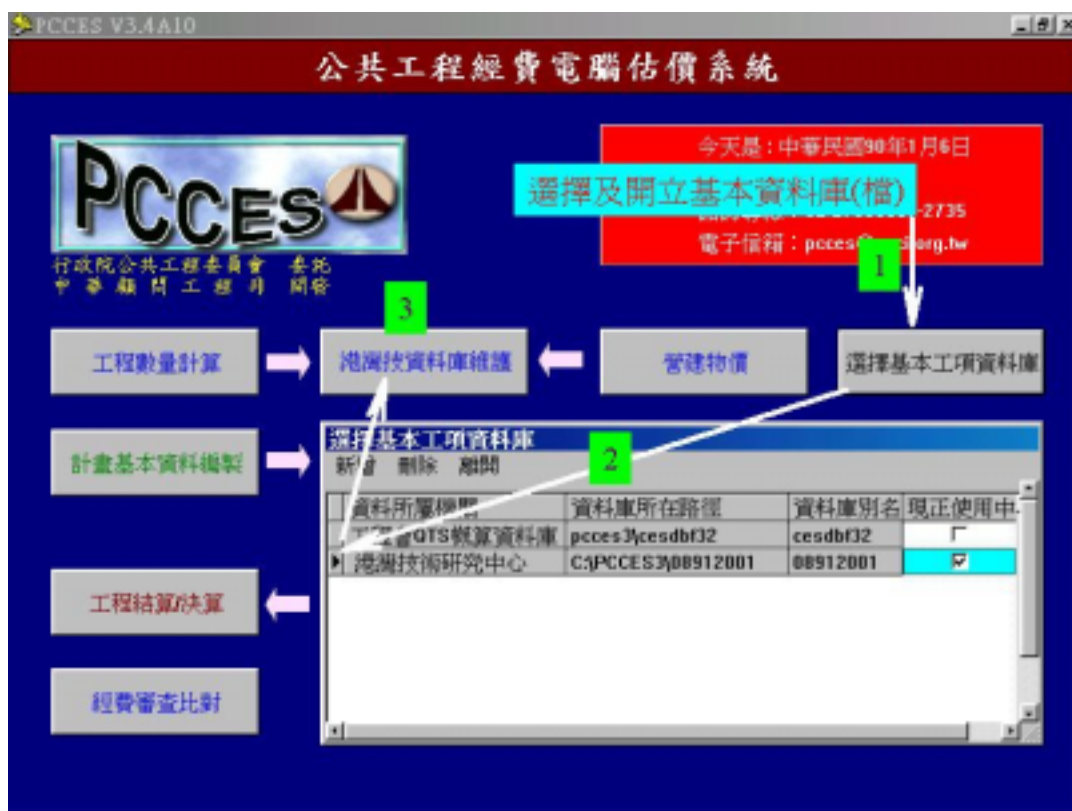 PCCES V3.4A10
公共工程經費電腦估價系統
PCCES
今天是：中華民國90年1月6日
選擇及開立基本資料庫(檔)
-2735
電子信箱：pcces
org.tw
行政院公共工程委員會 委託
中華顧問工程司 開發
1
3
工程數量計算
港灣技資料庫維護
營建物價
選擇基本工項資料庫
計畫基本資料編製
選擇基本工項資料庫
新增 刪除 離開
2
資料所屬機關 資料庫所在路徑 資料庫別名 現正使用中
工程會QTS概算資料庫 pcces3\cesdbf32 cesdbf32
港灣技術研究中心 C:\PCCES3\08912001 08912001
工程結算/決算
經費審查比對